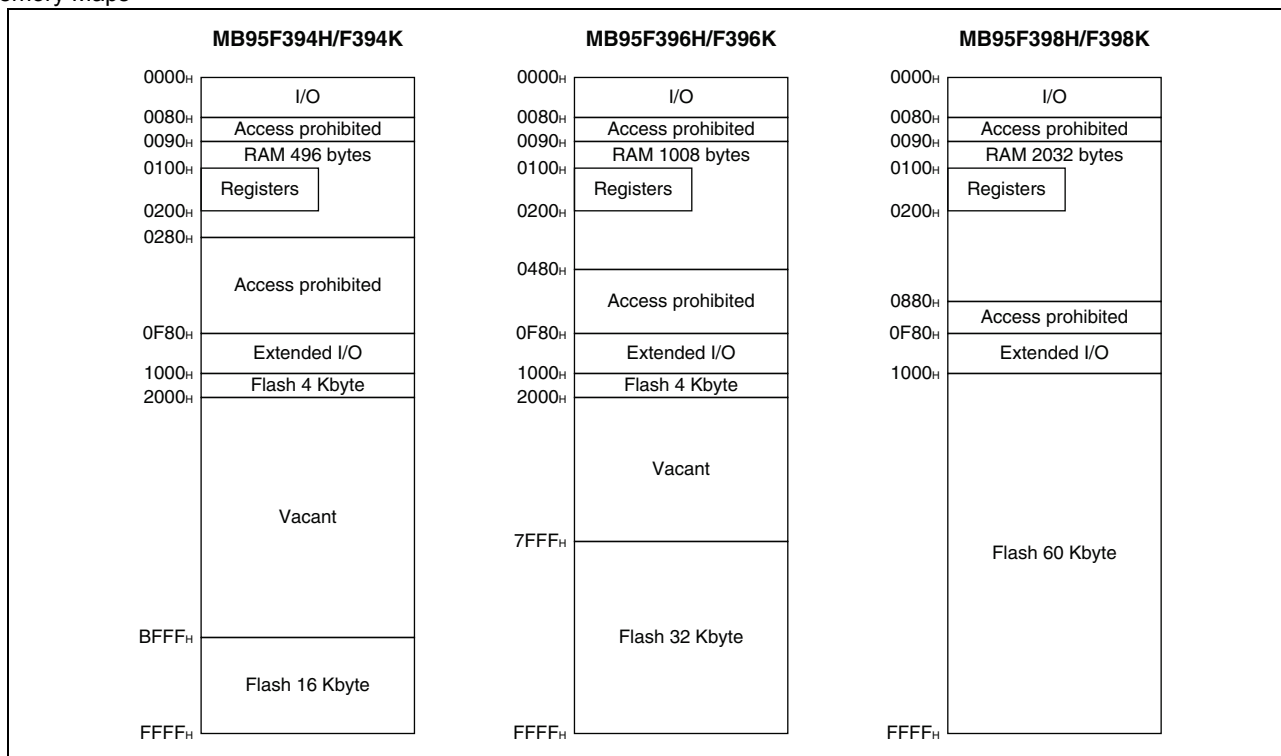 MB95F394H/F394K
0000H
I/O
0080H
Access prohibited
0090H
RAM 496 bytes
0100H
Registers
0200H
0280H
Access prohibited
0F80H
Extended I/O
1000H
Flash 4 Kbyte
2000H
Vacant
BFFFH
Flash 16 Kbyte
FFFFH
MB95F396H/F396K
0000H
I/O
0080H
Access prohibited
0090H
RAM 1008 bytes
0100H
Registers
0200H
0480H
Access prohibited
0F80H
Extended I/O
1000H
Flash 4 Kbyte
2000H
Vacant
7FFFH
Flash 32 Kbyte
FFFFH
MB95F398H/F398K
0000H
I/O
0080H
Access prohibited
0090H
RAM 2032 bytes
0100H
Registers
0200H
0880H
Access prohibited
0F80H
Extended I/O
1000H
Flash 60 Kbyte
FFFFH